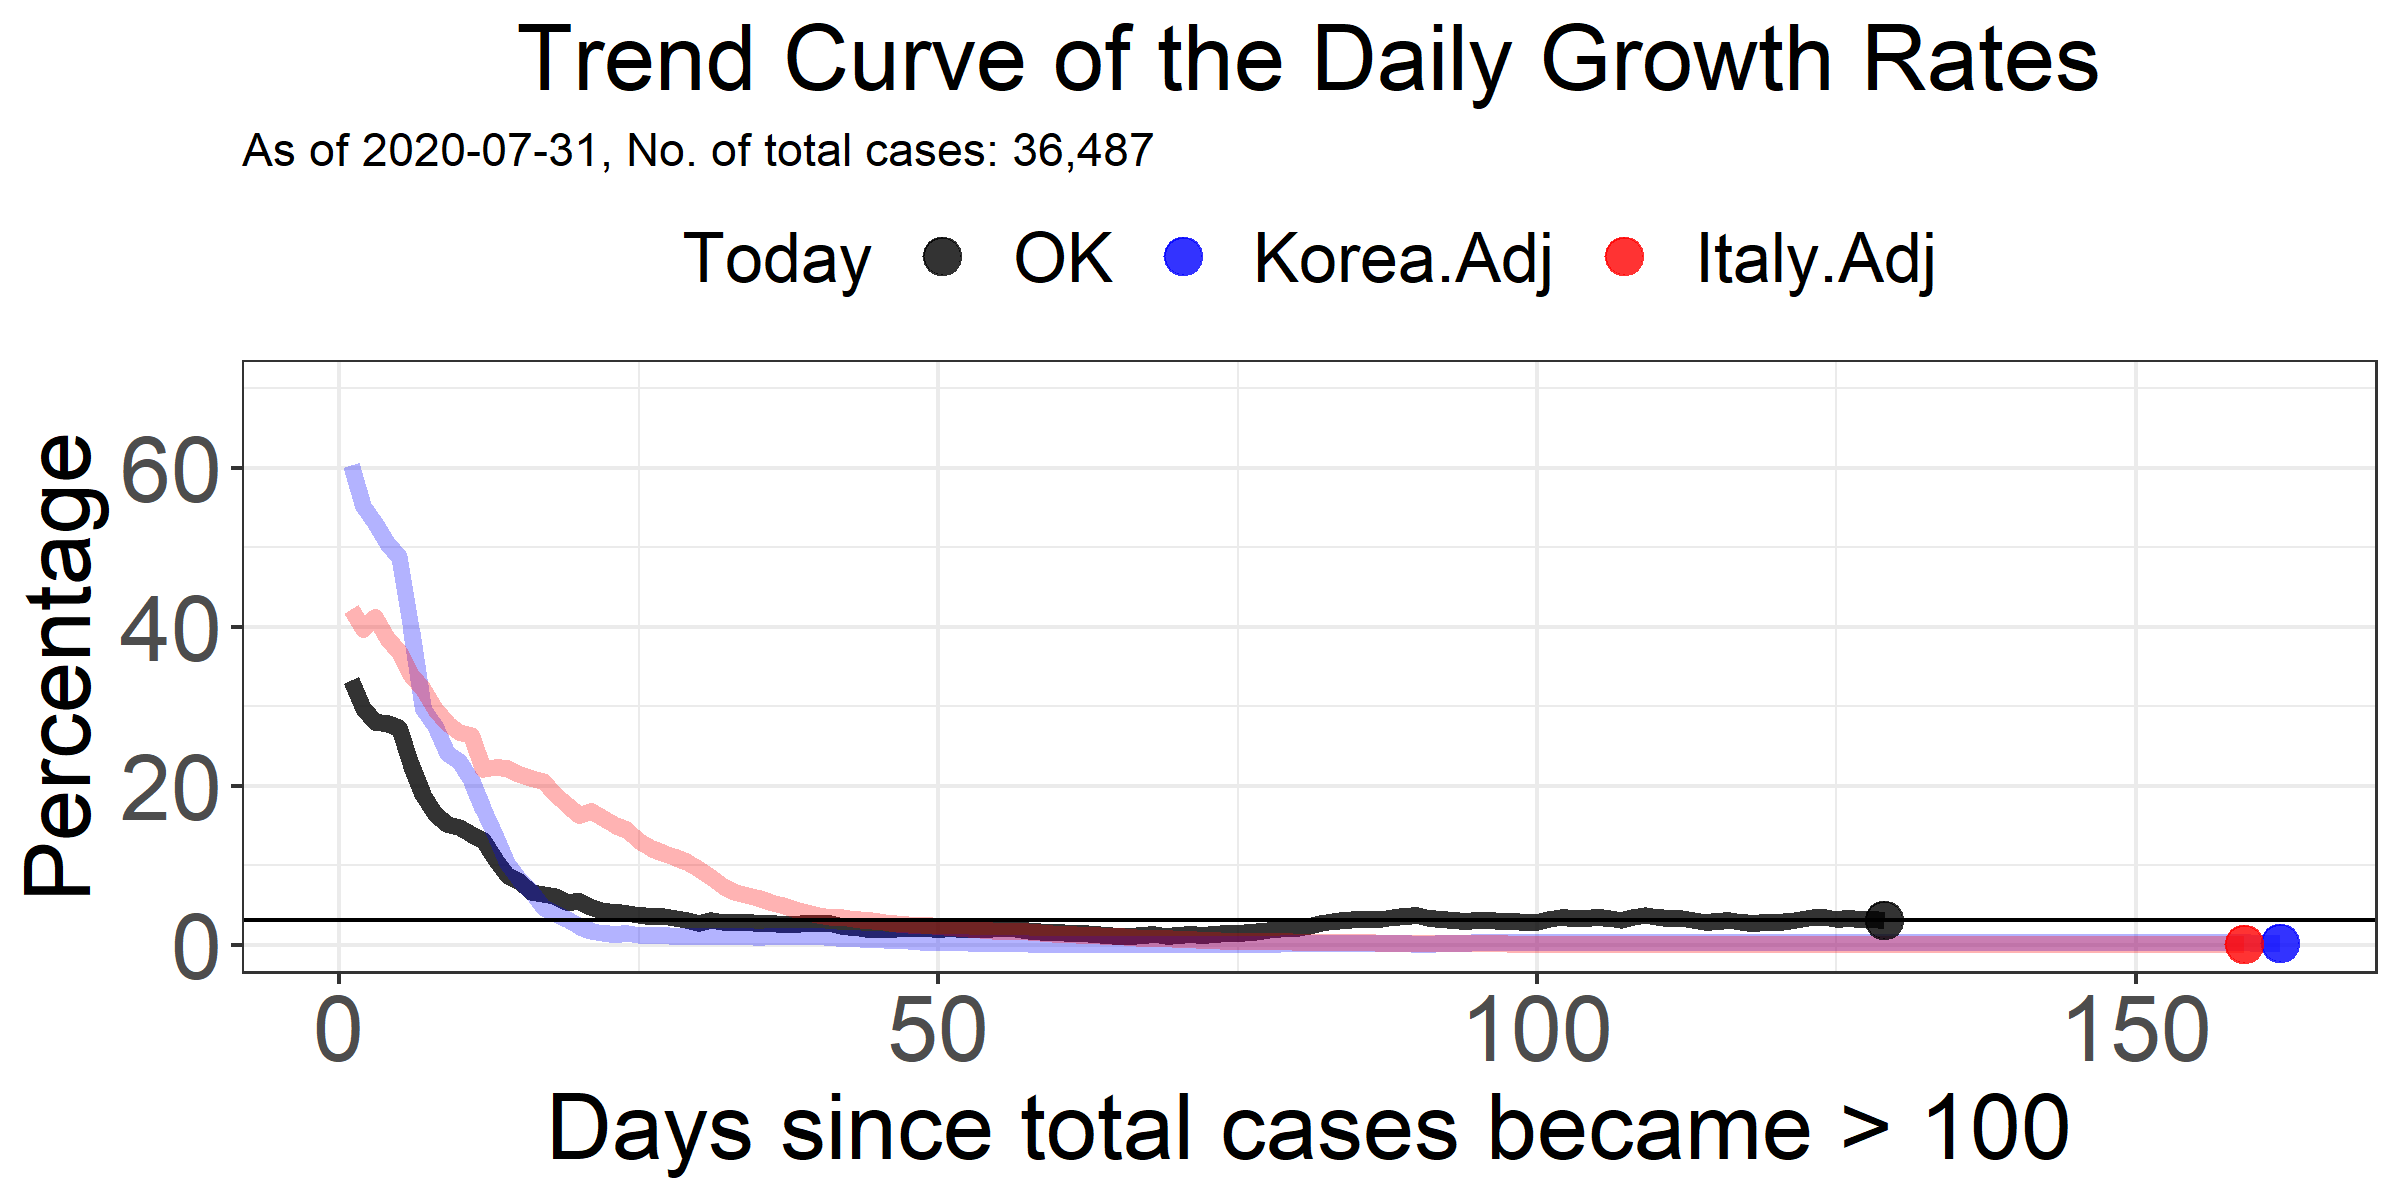 Trend Curve of the Daily Growth Rates
As of 2020-07-31, No. of total cases: 36,487
Today OK Korea.Adj Italy.Adj
Percentage
60
40
20
0
0 50 100 150
Days since total cases became > 100